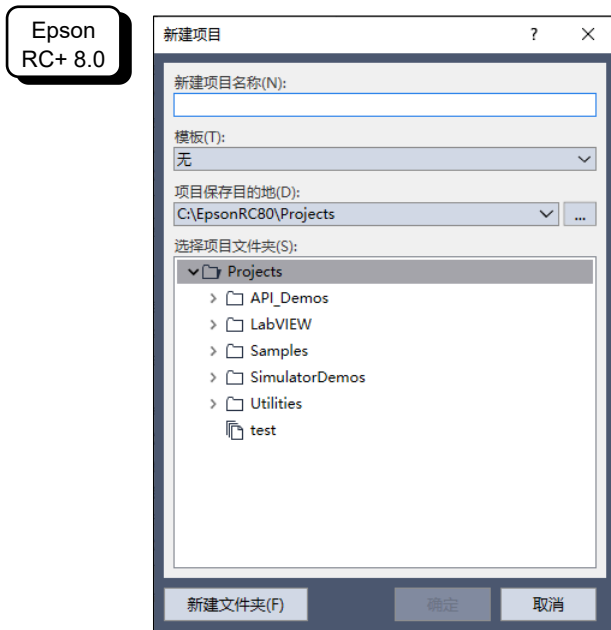 Epson
RC+ 8.0
新建项目
?
新建项目名称(N):
模板(T):
无
项目保存目的地(D):
C:\EpsonRC80\Projects
...
选择项目文件夹(S):
Projects
API_Demos
LabVIEW
Samples
SimulatorDemos
Utilities
test
新建文件夹(F)
确定
取消